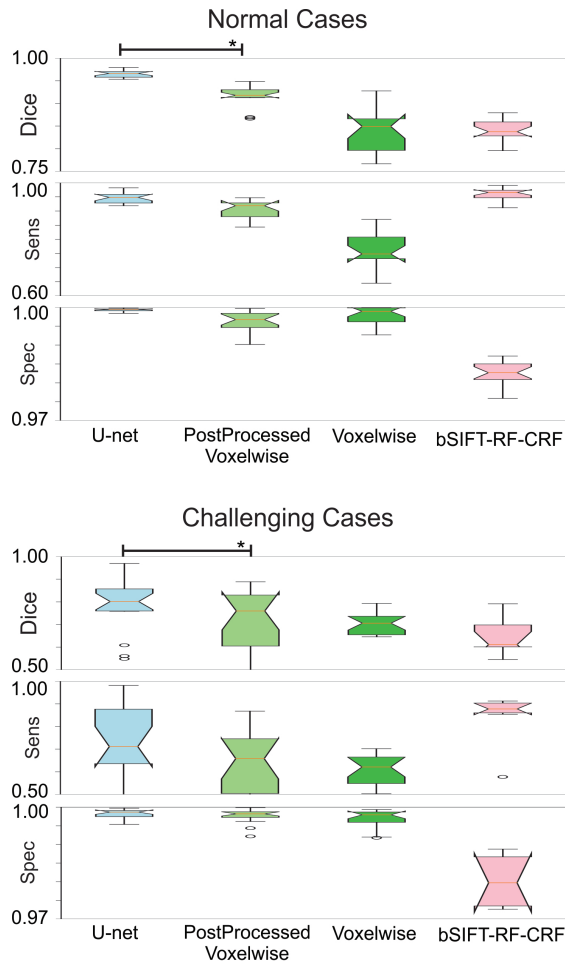 Normal Cases
*
1.00
Dice
0.75
1.00
Sens
0.60
1.00
Spec
0.97
U-net PostProcessed Voxelwise Voxelwise bSIFT-RF-CRF
Challenging Cases
*
1.00
Dice
0.50
1.00
Sens
0.50
1.00
Spec
0.97
U-net PostProcessed Voxelwise Voxelwise bSIFT-RF-CRF